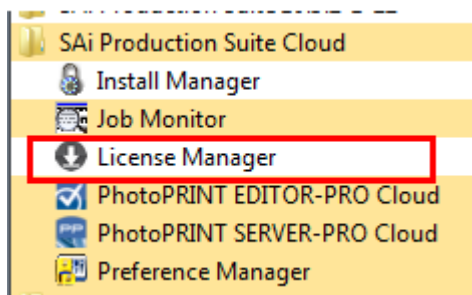 SAi Production Suite Cloud
Install Manager
Job Monitor
License Manager
PhotoPRINT EDITOR-PRO Cloud
PhotoPRINT SERVER-PRO Cloud
Preference Manager